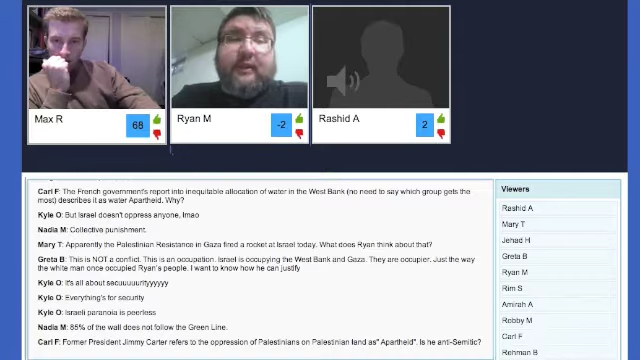 Max R
68
Ryan M
-2
Rashid A
2
Carl F: The French government's report into inequitable allocation of water in the West Bank (no need to say which group gets the
most) describes it as water Apartheid. Why?
Kyle O: But Israel doesn't oppress anyone, lmao
Nadia M: Collective punishment.
Mary T: Apparently the Palestinian Resistance in Gaza fired a rocket at Israel today. What does Ryan think about that?
Greta B: This is NOT a conflict. This is an occupation. Israel is occupying the West Bank and Gaza. They are occupier. Just the way
the white man once occupied Ryan's people. I want to know how he can justify
Kyle O: It's all about secuuuuurityyyyyy
Kyle O: Everything's for security
Kyle O: Israeli paranoia is peerless
Nadia M: 85% of the wall does not follow the Green Line.
Carl F: Former President Jimmy Carter refers to the oppression of Palestinians on Palestinian land as" Apartheid". Is he anti-Semitic?
Viewers
Rashid A
Mary T
Jehad H
Greta B
Ryan M
Rim S
Amirah A
Robby M
Carl F
Rehman B